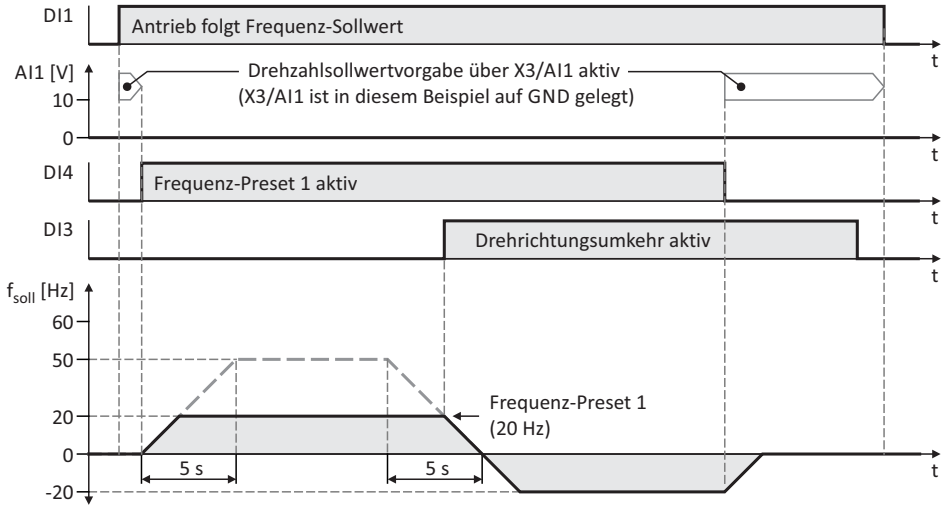 DI1
Antrieb folgt Frequenz-Sollwert
t
AI1 [V]
Drehzahlsollwertvorgabe über X3/AI1 aktiv
(X3/AI1 ist in diesem Beispiel auf GND gelegt)
10
0
t
DI4
Frequenz-Preset 1 aktiv
t
DI3
Drehrichtungsumkehr aktiv
t
fsoll [Hz]
60
50
20
Frequenz-Preset 1
(20 Hz)
0
t
5 s
5 s
-20